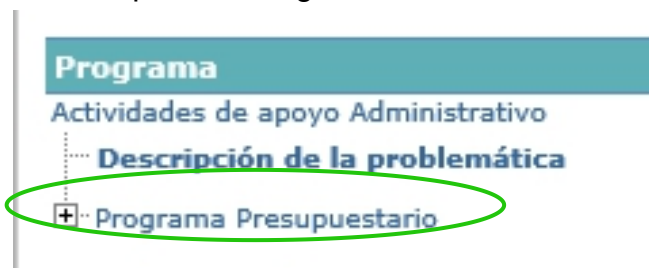 Programa
Actividades de apoyo Administrativo
Descripción de la problemática
Programa Presupuestario